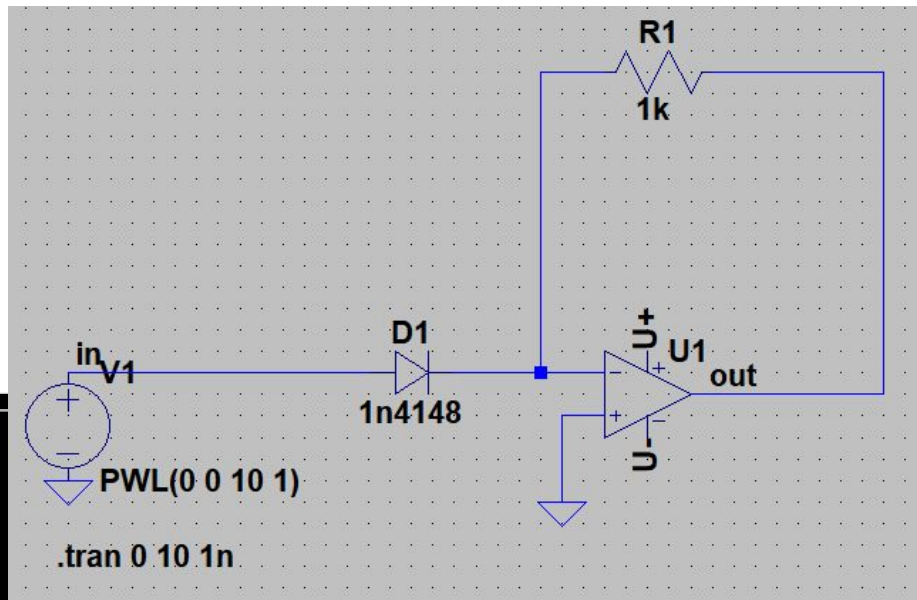 R1
1k
D1
in
V1
1n4148
U+
U1
out
U-
PWL(0 0 10 1)
.tran 0 10 1n